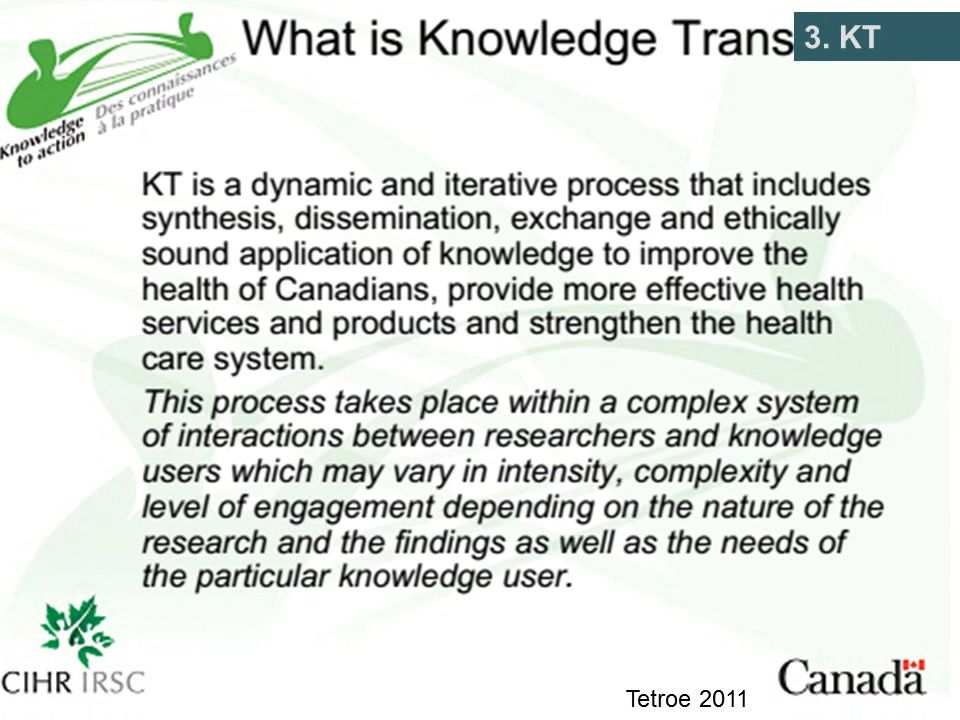 What is Knowledge Trans
3. KT
Des connaissances
à la pratique
Knowledge
to action
KT is a dynamic and iterative process that includes
synthesis, dissemination, exchange and ethically
sound application of knowledge to improve the
health of Canadians, provide more effective health
services and products and strengthen the health
care system.
This process takes place within a complex system
of interactions between researchers and knowledge
users which may vary in intensity, complexity and
level of engagement depending on the nature of the
research and the findings as well as the needs of
the particular knowledge user.
CIHR IRSC
Tetroe 2011
Canada